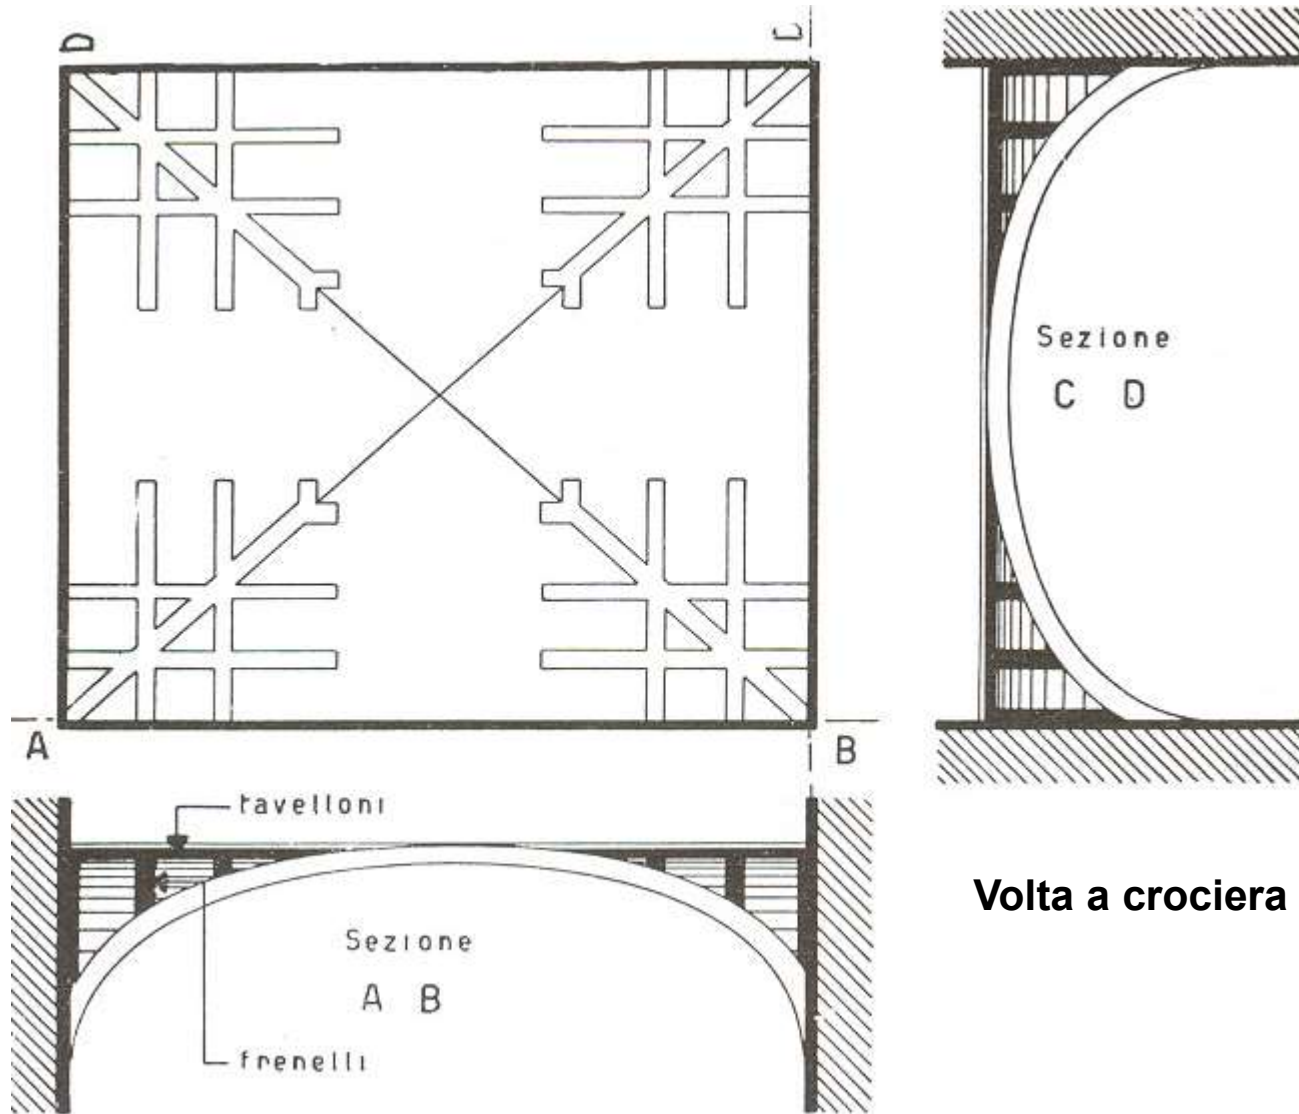 D
Sezione
C D
A
B
tavelloni
Sezione
A B
frenelli
Volta a crociera